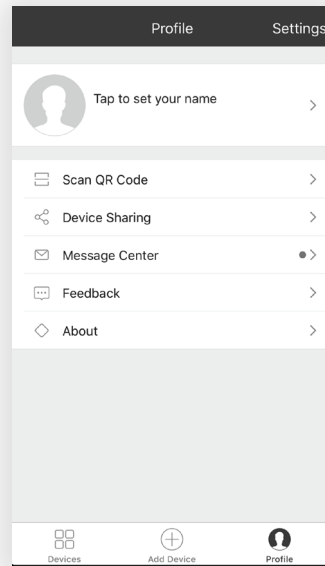 Profile Settings
Tap to set your name
Scan QR Code
Device Sharing
Message Center
Feedback
About
Devices Add Device Profile